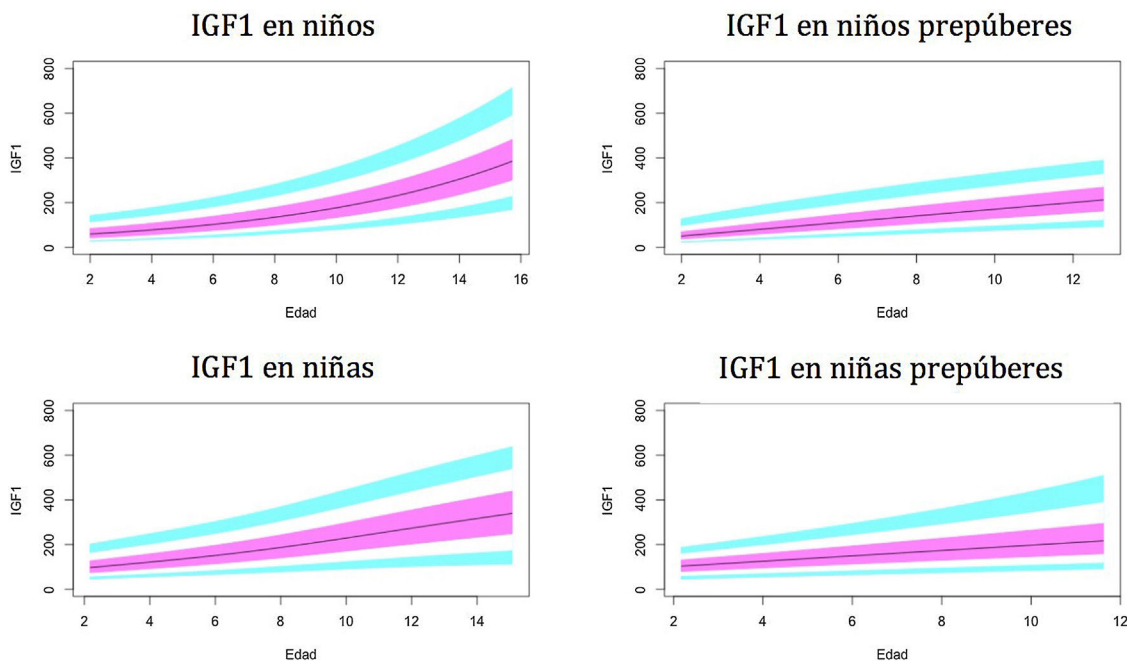 IGF1 en niños
IGF1 en niños prepúberes
800
600
400
200
0
IGF1
2 4 6 8 10 12 14 16
Edad
800
600
400
200
0
IGF1
2 4 6 8 10 12
Edad
IGF1 en niñas
IGF1 en niñas prepúberes
800
600
400
200
0
IGF1
2 4 6 8 10 12 14
Edad
800
600
400
200
0
IGF1
2 4 6 8 10 12
Edad